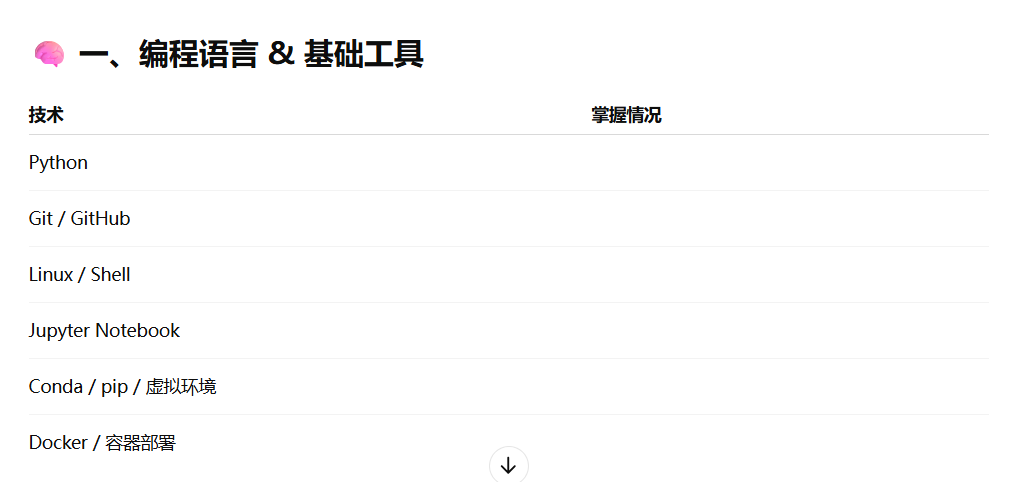 🧠 一、编程语言 & 基础工具
技术 掌握情况
Python
Git / GitHub
Linux / Shell
Jupyter Notebook
Conda / pip / 虚拟环境
Docker / 容器部署